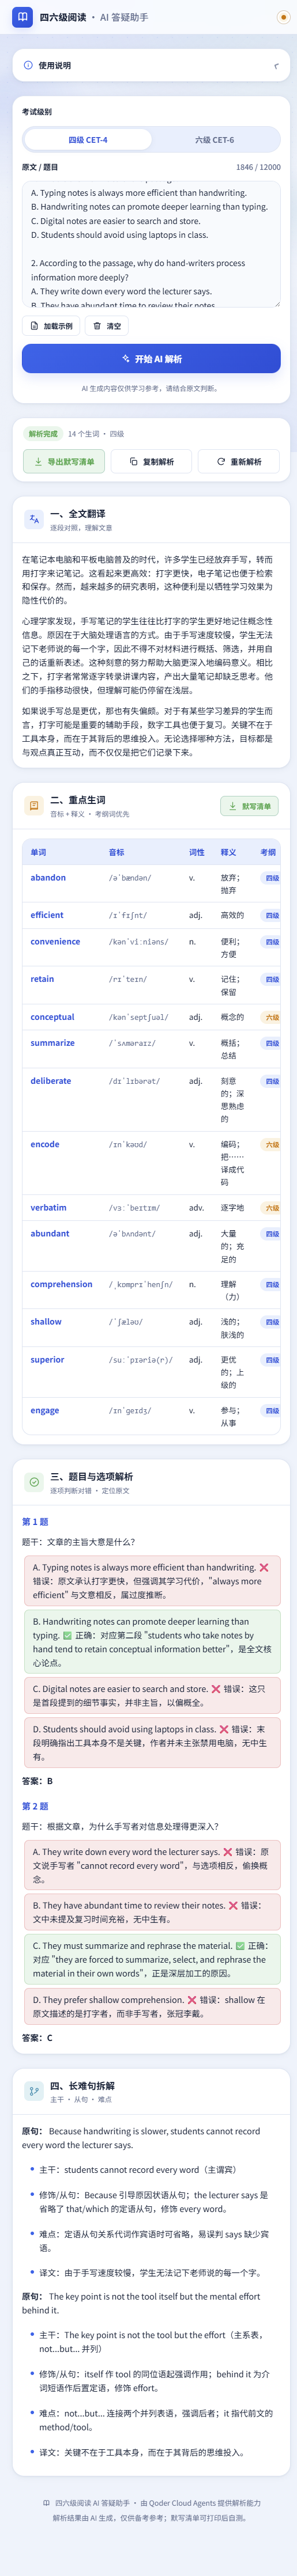 四六级阅读 · AI 答疑助手
使用说明
考试级别
四级 CET-4
六级 CET-6
原文 / 题目 1846 / 12000
A. Typing notes is always more efficient than handwriting.
B. Handwriting notes can promote deeper learning than typing.
C. Digital notes are easier to search and store.
D. Students should avoid using laptops in class.
2. According to the passage, why do hand-writers process
information more deeply?
A. They write down every word the lecturer says.
B. They have abundant time to review their notes.
加载示例
清空
开始 AI 解析
AI 生成内容仅供学习参考，请结合原文判断。
解析完成 14 个生词 · 四级
导出默写清单
复制解析
重新解析
一、全文翻译
逐段对照，理解文意
在笔记本电脑和平板电脑普及的时代，许多学生已经放弃手写，转而
用打字来记笔记。这看起来更高效：打字更快，电子笔记也便于检索
和保存。然而，越来越多的研究表明，这种便利是以牺牲学习效果为
隐性代价的。
心理学家发现，手写笔记的学生往往比打字的学生更好地记住概念性
信息。原因在于大脑处理语言的方式。由于手写速度较慢，学生无法
记下老师说的每一个字，因此不得不对材料进行概括、筛选，并用自
己的话重新表述。这种刻意的努力帮助大脑更深入地编码意义。相比
之下，打字者常常逐字转录讲课内容，产出大量笔记却缺乏思考。他
们的手指移动很快，但理解可能仍停留在浅层。
如果说手写总是更优，那也有失偏颇。对于有某些学习差异的学生而
言，打字可能是重要的辅助手段，数字工具也便于复习。关键不在于
工具本身，而在于其背后的思维投入。无论选择哪种方法，目标都是
与观点真正互动，而不仅仅是把它们记录下来。
二、重点生词
音标 + 释义 · 考纲词优先
默写清单
单词 音标 词性 释义 考纲
abandon /əˈbændən/ v. 放弃；抛弃 四级
efficient /ɪˈfɪʃnt/ adj. 高效的 四级
convenience /kənˈviːniəns/ n. 便利；方便 四级
retain /rɪˈteɪn/ v. 记住；保留 四级
conceptual /kənˈseptʃuəl/ adj. 概念的 六级
summarize /ˈsʌməraɪz/ v. 概括；总结 四级
deliberate /dɪˈlɪbərət/ adj. 刻意的；深思熟虑的 四级
encode /ɪnˈkəʊd/ v. 编码；把……译成代码 六级
verbatim /vɜːˈbeɪtɪm/ adv. 逐字地 六级
abundant /əˈbʌndənt/ adj. 大量的；充足的 四级
comprehension /ˌkɒmprɪˈhenʃn/ n. 理解（力） 四级
shallow /ˈʃæləʊ/ adj. 浅的；肤浅的 四级
superior /suːˈpɪəriə(r)/ adj. 更优的；上级的 四级
engage /ɪnˈɡeɪdʒ/ v. 参与；从事 四级
三、题目与选项解析
逐项判断对错 · 定位原文
第 1 题
题干：文章的主旨大意是什么？
A. Typing notes is always more efficient than handwriting. ❌
错误：原文承认打字更快，但强调其学习代价，"always more
efficient" 与文意相反，属过度推断。
B. Handwriting notes can promote deeper learning than
typing. ✅ 正确：对应第二段 "students who take notes by
hand tend to retain conceptual information better"，是全文核
心论点。
C. Digital notes are easier to search and store. ❌ 错误：这只
是首段提到的细节事实，并非主旨，以偏概全。
D. Students should avoid using laptops in class. ❌ 错误：末
段明确指出工具本身不是关键，作者并未主张禁用电脑，无中生
有。
答案：B
第 2 题
题干：根据文章，为什么手写者对信息处理得更深入？
A. They write down every word the lecturer says. ❌ 错误：原
文说手写者 "cannot record every word"，与选项相反，偷换概
念。
B. They have abundant time to review their notes. ❌ 错误：
文中未提及复习时间充裕，无中生有。
C. They must summarize and rephrase the material. ✅ 正确：
对应 "they are forced to summarize, select, and rephrase the
material in their own words"，正是深层加工的原因。
D. They prefer shallow comprehension. ❌ 错误：shallow 在
原文描述的是打字者，而非手写者，张冠李戴。
答案：C
四、长难句拆解
主干 · 从句 · 难点
原句： Because handwriting is slower, students cannot record
every word the lecturer says.
主干：students cannot record every word（主谓宾）
修饰/从句：Because 引导原因状语从句；the lecturer says 是
省略了 that/which 的定语从句，修饰 every word。
难点：定语从句关系代词作宾语时可省略，易误判 says 缺少宾
语。
译文：由于手写速度较慢，学生无法记下老师说的每一个字。
原句： The key point is not the tool itself but the mental effort
behind it.
主干：The key point is not the tool but the effort（主系表，
not…but… 并列）
修饰/从句：itself 作 tool 的同位语起强调作用；behind it 为介
词短语作后置定语，修饰 effort。
难点：not…but… 连接两个并列表语，强调后者；it 指代前文的
method/tool。
译文：关键不在于工具本身，而在于其背后的思维投入。
四六级阅读 AI 答疑助手 · 由 Qoder Cloud Agents 提供解析能力
解析结果由 AI 生成，仅供备考参考；默写清单可打印后自测。